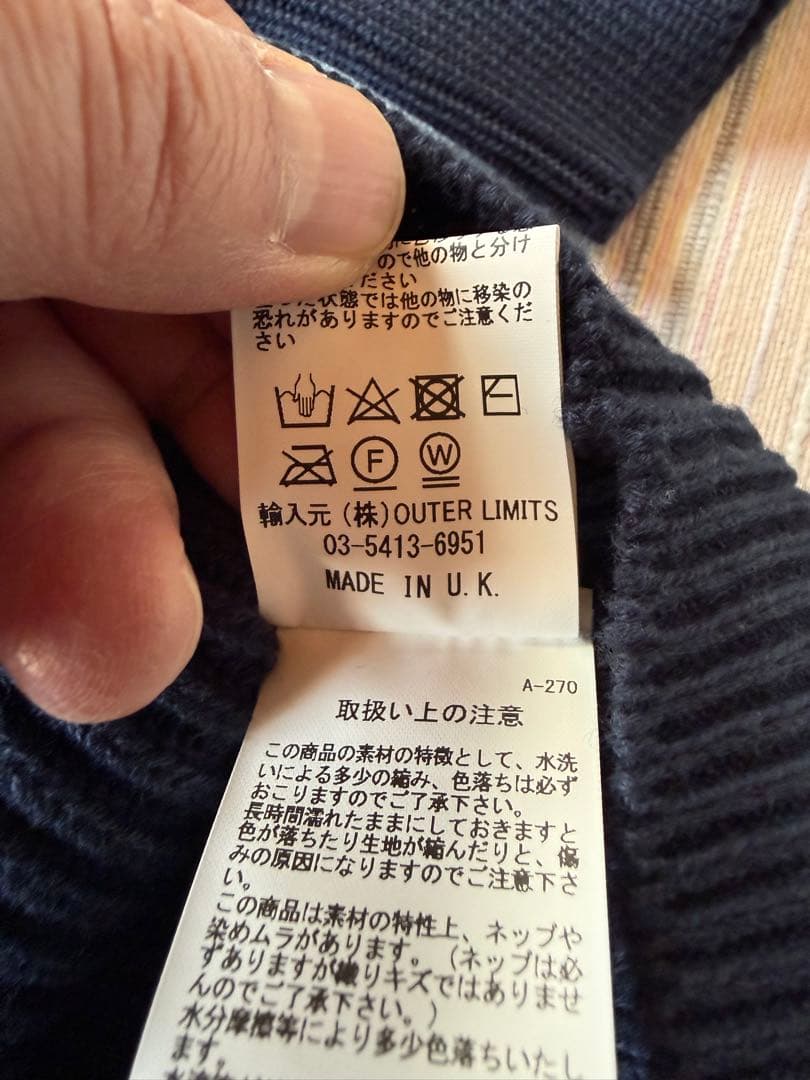 ので他の物と分け
ださい
した状態では他の物に移染の
恐れがありますのでご注意くだ
さい
F W
輸入元 (株)OUTER LIMITS
03-5413-6951
MADE IN U.K.
A-270
取扱い上の注意
この商品の素材の特徴として、水洗
いによる多少の縮み、色落ちは必ず
おこりますのでご了承下さい。
長時間濡れたままにしておきますと
色が落ちたり生地が縮んだりと、傷
みの原因になりますのでご注意下さ
い。
この商品は素材の特性上、ネップや
染めムラがあります。(ネップは必
ずありますが織りキズではありませ
んのでご了承下さい。)
水分摩擦等により多少色落ちいたし
ます。